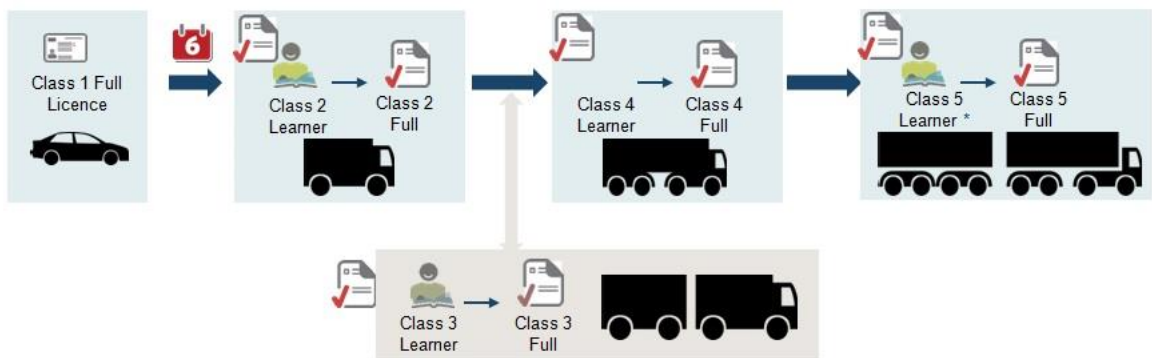 Class 1 Full
Licence
6
Class 2
Learner
Class 2
Full
Class 4
Learner
Class 4
Full
Class 5
Learner *
Class 5
Full
Class 3
Learner
Class 3
Full